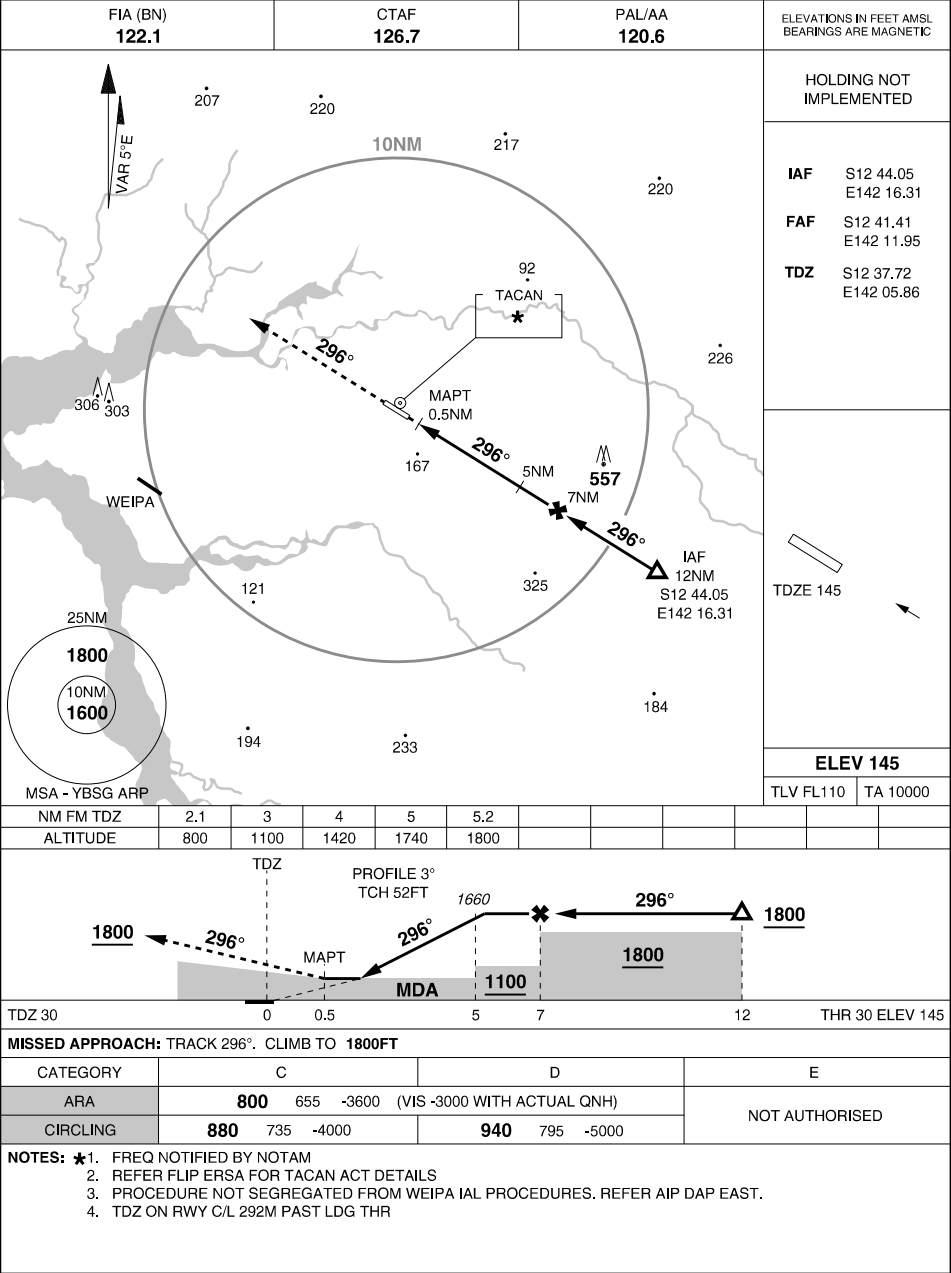 FIA (BN)
122.1
CTAF
126.7
PAL/AA
120.6
ELEVATIONS IN FEET AMSL
BEARINGS ARE MAGNETIC
HOLDING NOT
IMPLEMENTED
IAF S12 44.05
E142 16.31
FAF S12 41.41
E142 11.95
TDZ S12 37.72
E142 05.86
VAR 5°E
207
220
217
220
10NM
92
TACAN
*
226
296°
306 303
MAPT
0.5NM
167
296°
5NM
557
7NM
WEIPA
296°
IAF
12NM
S12 44.05
E142 16.31
325
121
25NM
1800
10NM
1600
MSA - YBSG ARP
194
233
184
TDZE 145
ELEV 145
TLV FL110 TA 10000
NM FM TDZ 2.1 3 4 5 5.2
ALTITUDE 800 1100 1420 1740 1800
TDZ
PROFILE 3°
TCH 52FT
1660
296°
1800
296°
296°
1800
MAPT
1800
MDA
1100
TDZ 30 0 0.5 5 7 12 THR 30 ELEV 145
MISSED APPROACH: TRACK 296°. CLIMB TO 1800FT
CATEGORY C D E
ARA 800 655 -3600 (VIS -3000 WITH ACTUAL QNH)
NOT AUTHORISED
CIRCLING 880 735 -4000 940 795 -5000
NOTES: *1. FREQ NOTIFIED BY NOTAM
2. REFER FLIP ERSA FOR TACAN ACT DETAILS
3. PROCEDURE NOT SEGREGATED FROM WEIPA IAL PROCEDURES. REFER AIP DAP EAST.
4. TDZ ON RWY C/L 292M PAST LDG THR